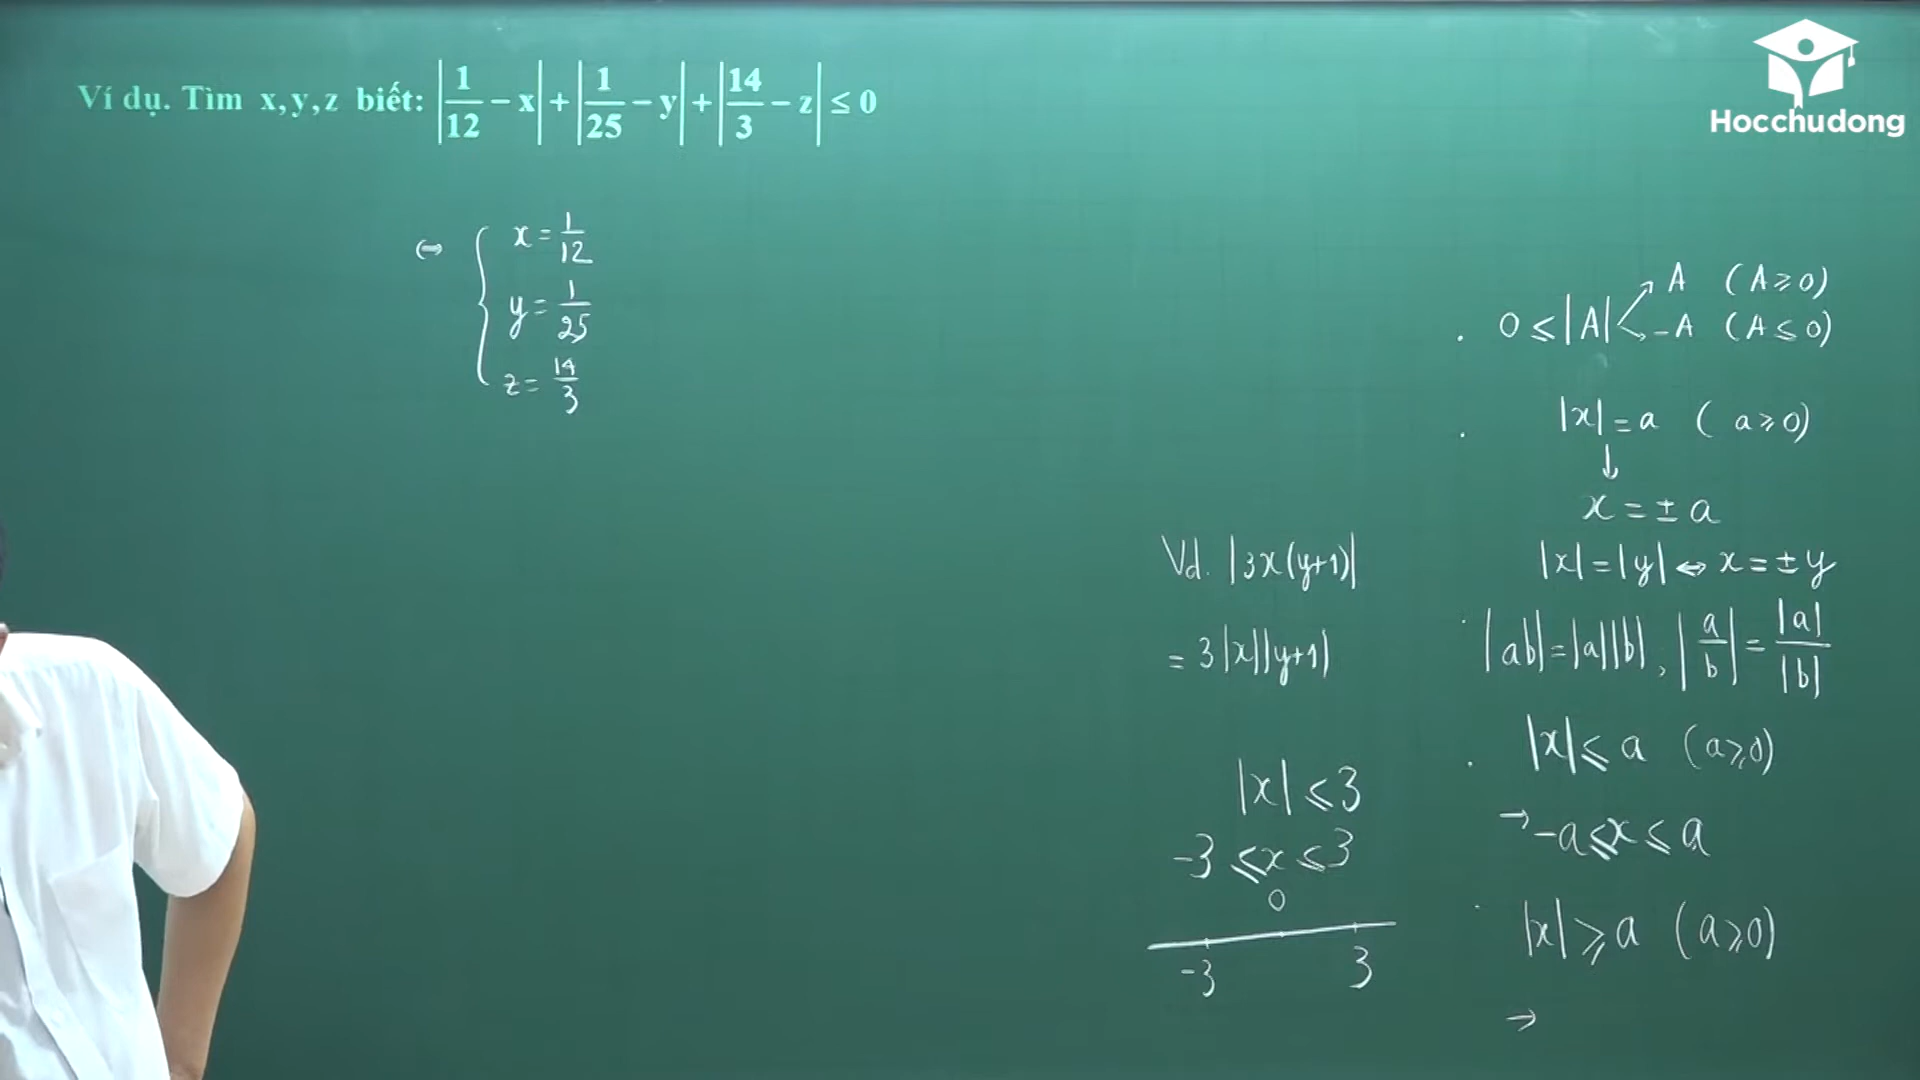 Ví dụ. Tìm x,y,z biết: |1/12 − x| + |1/25 − y| + |14/3 − z| ≤ 0
Hocchudong
⇔ { x = 1/12
y = 1/25
z = 14/3
. 0 ≤ |A| ↗ A (A ≥ 0)
↘ -A (A ≤ 0)
. |x| = a (a ≥ 0)
↓
x = ± a
|x| = |y| ⇔ x = ± y
. |ab| = |a||b|, |a/b| = |a|/|b|
. |x| ≤ a (a ≥ 0)
→ -a ≤ x ≤ a
. |x| ≥ a (a ≥ 0)
→
Vd. |3x(y+1)|
= 3|x||y+1|
|x| ≤ 3
-3 ≤ x ≤ 3
0
-3 3